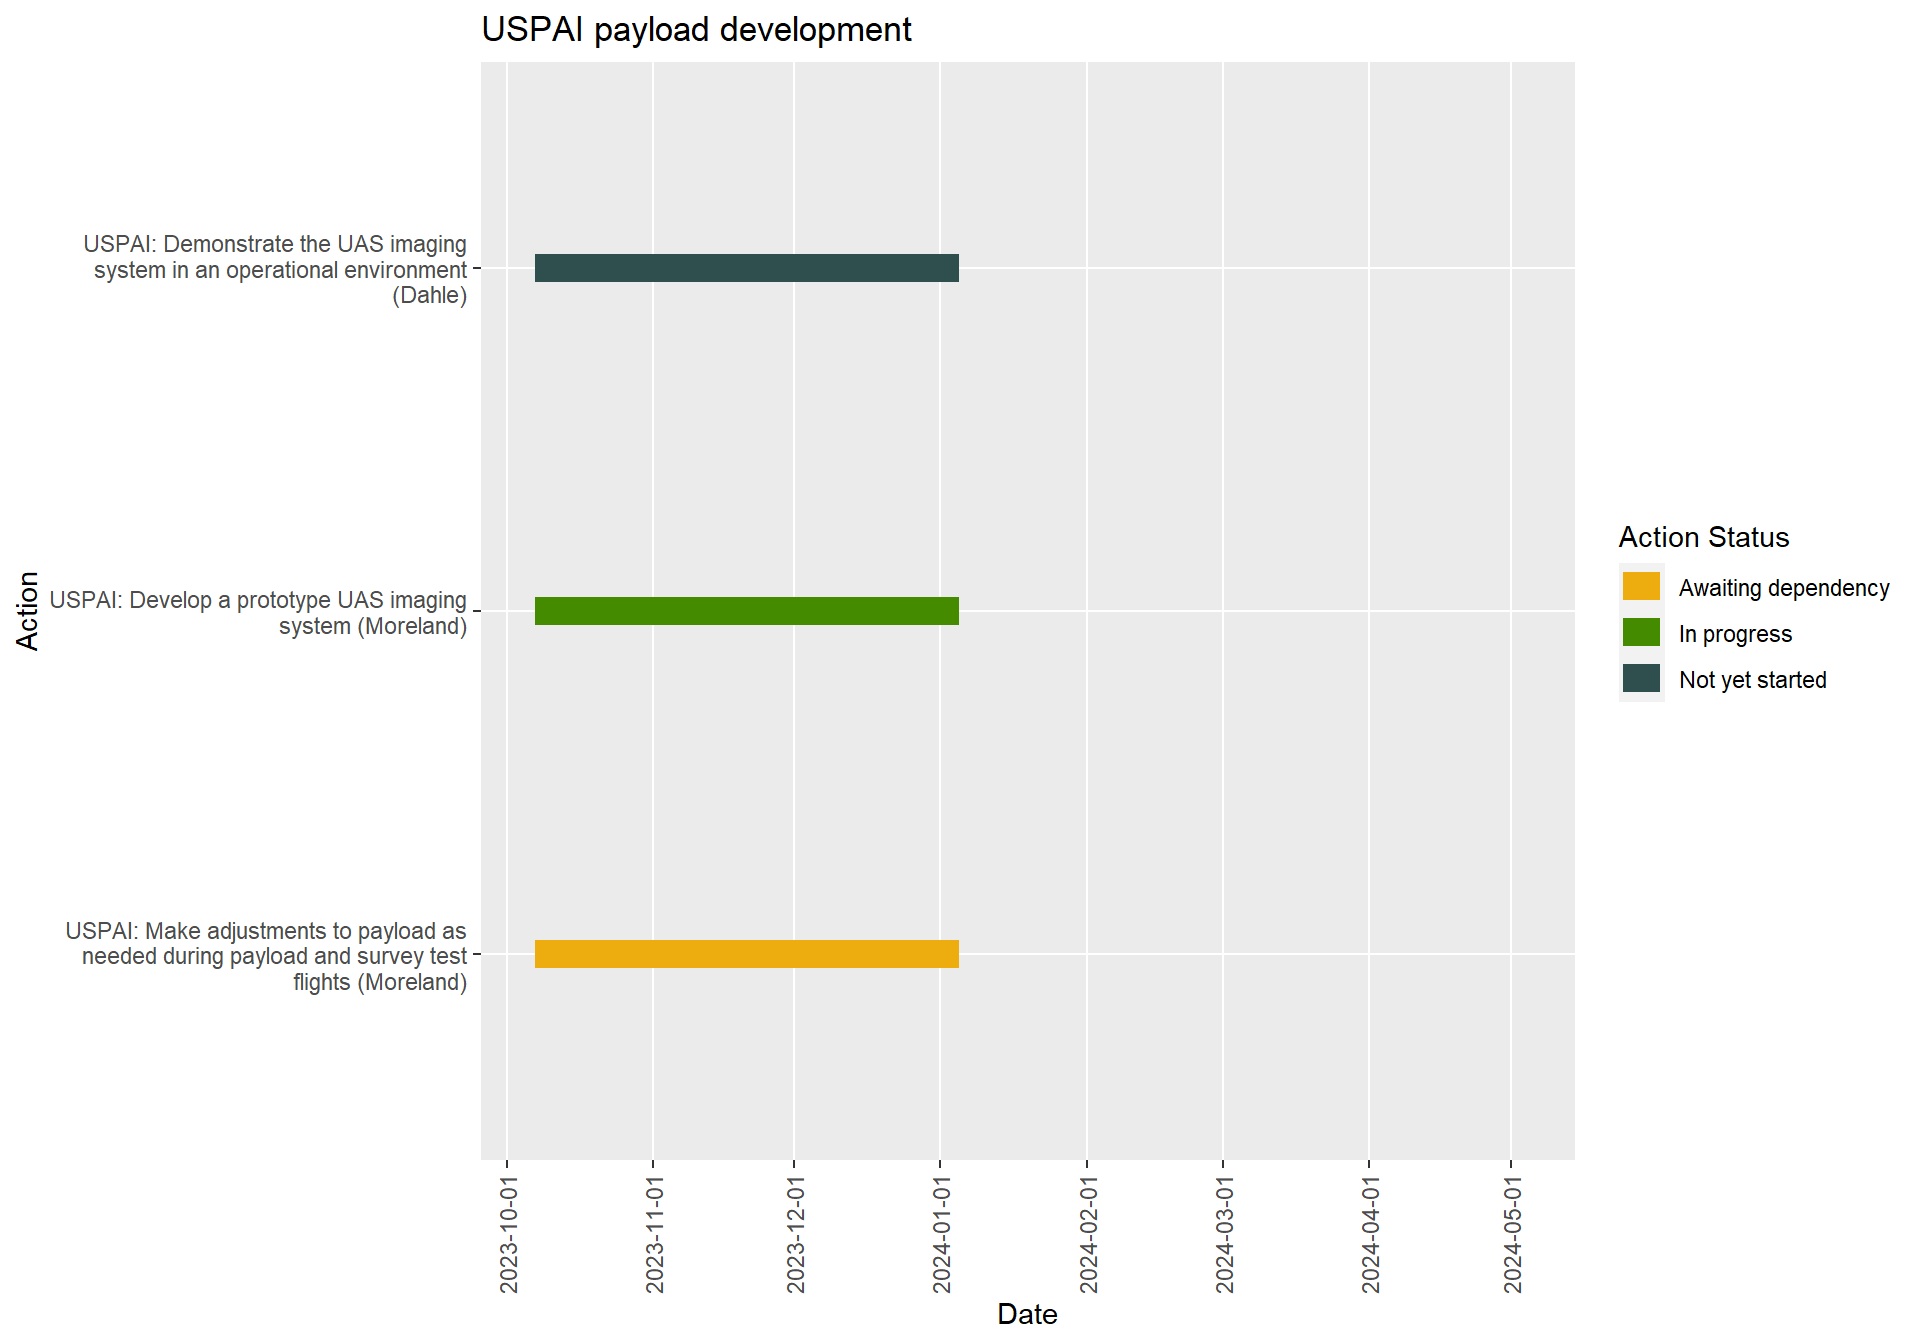 USPAI payload development
USPAI: Demonstrate the UAS imaging
system in an operational environment
(Dahle)
USPAI: Develop a prototype UAS imaging
system (Moreland)
USPAI: Make adjustments to payload as
needed during payload and survey test
flights (Moreland)
Action
2023-10-01
2023-11-01
2023-12-01
2024-01-01
2024-02-01
2024-03-01
2024-04-01
2024-05-01
Date
Action Status
Awaiting dependency
In progress
Not yet started